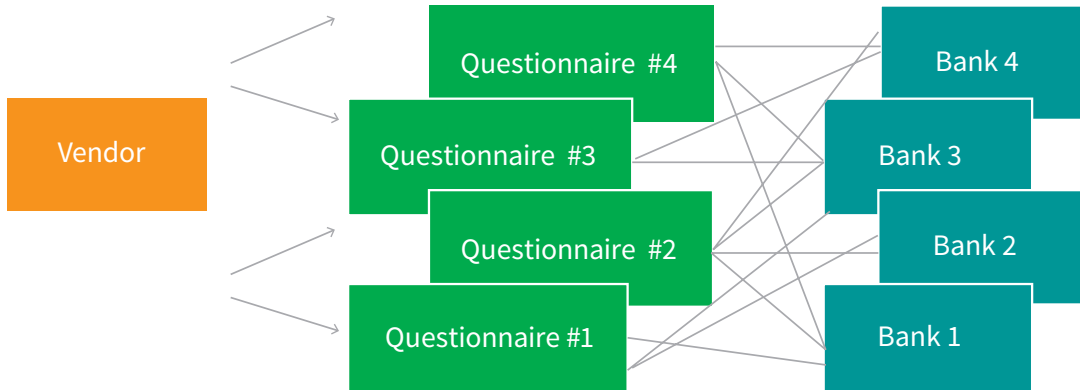 Vendor
Questionnaire #4
Questionnaire #3
Questionnaire #2
Questionnaire #1
Bank 4
Bank 3
Bank 2
Bank 1